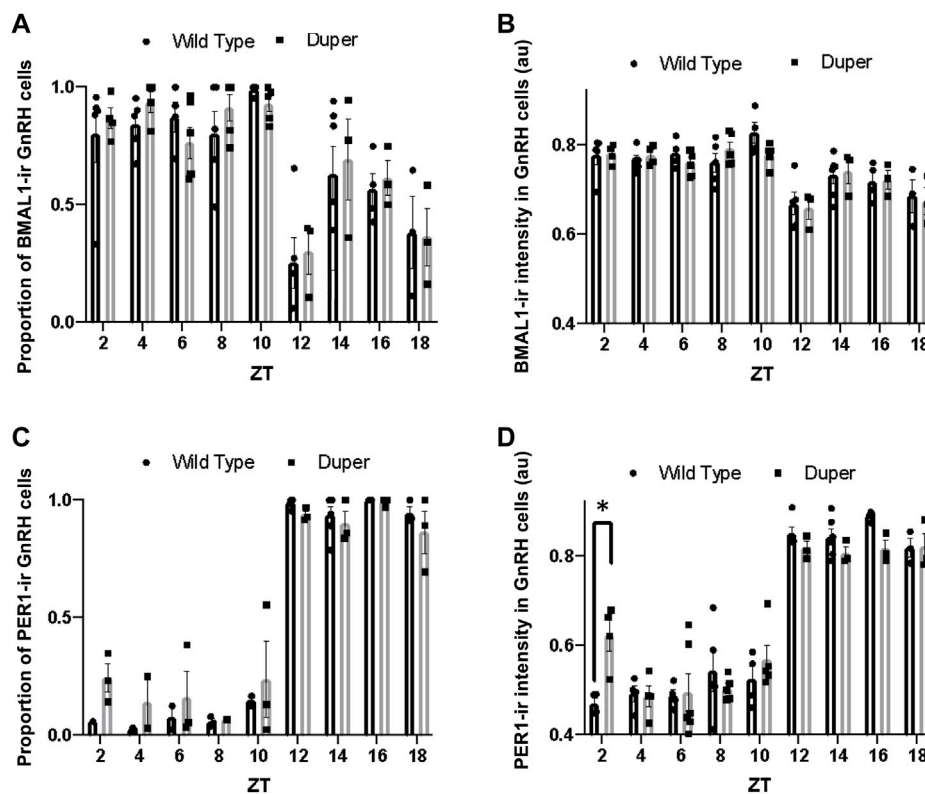 A
Wild Type Duper
Proportion of BMAL1-ir GnRH cells
1.0
0.5
0.0
2 4 6 8 10 12 14 16 18
ZT
B
Wild Type Duper
BMAL1-ir intensity in GnRH cells (au)
0.8
0.6
0.4
2 4 6 8 10 12 14 16 18
ZT
C
Wild Type Duper
Proportion of PER1-ir GnRH cells
1.0
0.5
0.0
2 4 6 8 10 12 14 16 18
ZT
D
Wild Type Duper
PER1-ir intensity in GnRH cells (au)
*
0.8
0.6
0.4
2 4 6 8 10 12 14 16 18
ZT